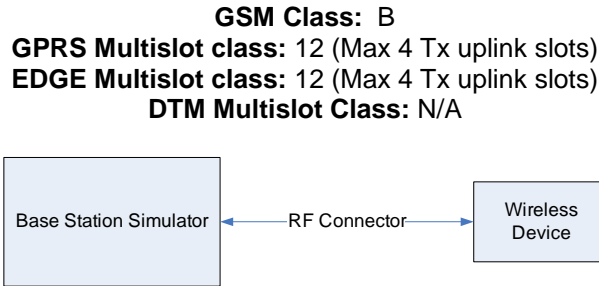 GSM Class: B
GPRS Multislot class: 12 (Max 4 Tx uplink slots)
EDGE Multislot class: 12 (Max 4 Tx uplink slots)
DTM Multislot Class: N/A
Base Station Simulator
RF Connector
Wireless
Device